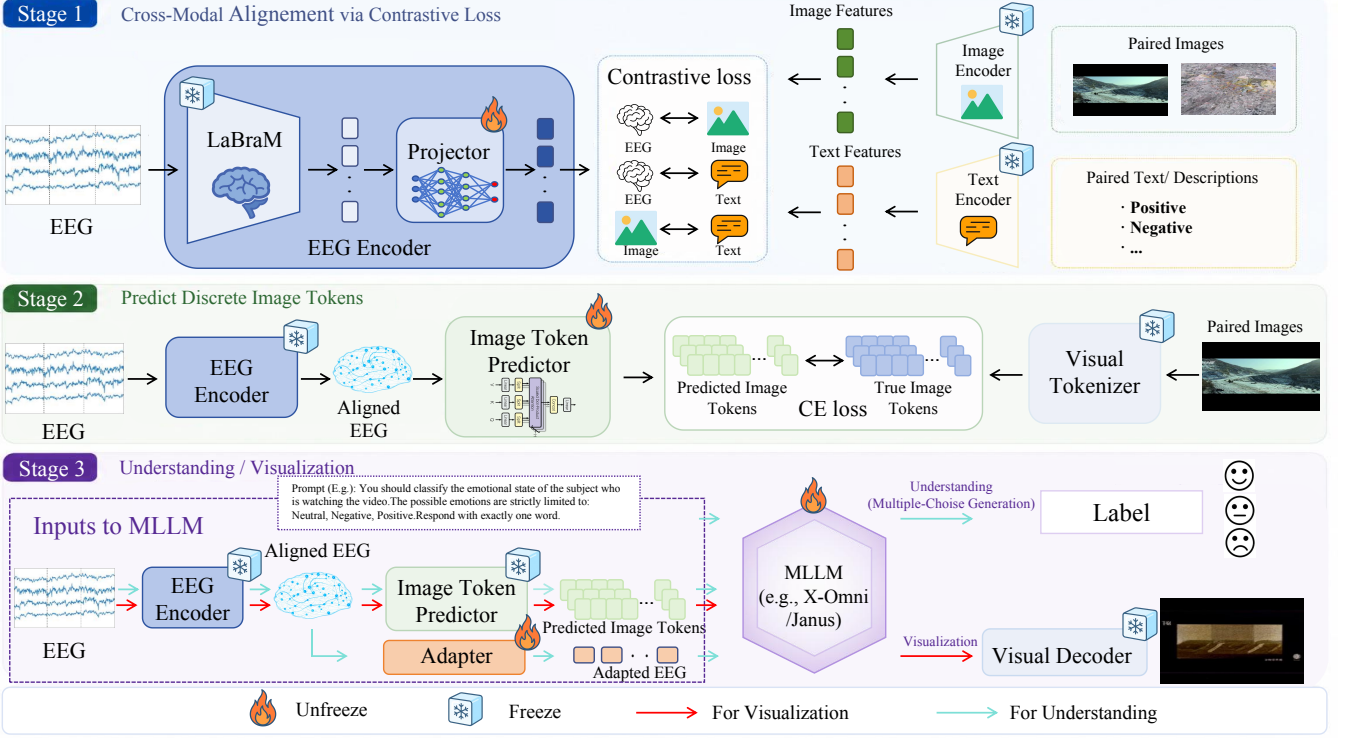 Stage 1
Cross-Modal Alignement via Contrastive Loss
EEG
LaBraM
Projector
EEG Encoder
Contrastive loss
EEG
Image
EEG
Text
Image
Text
Image Features
Text Features
Image
Encoder
Text
Encoder
Paired Images
Paired Text/ Descriptions
· Positive
· Negative
· ...
Stage 2
Predict Discrete Image Tokens
EEG
EEG
Encoder
Aligned
EEG
Image Token
Predictor
Predicted Image
Tokens
True Image
Tokens
CE loss
Visual
Tokenizer
Paired Images
Stage 3
Understanding / Visualization
Prompt (E.g.): You should classify the emotional state of the subject who
is watching the video.The possible emotions are strictly limited to:
Neutral, Negative, Positive.Respond with exactly one word.
Inputs to MLLM
EEG
EEG
Encoder
Aligned EEG
Image Token
Predictor
Adapter
Predicted Image Tokens
Adapted EEG
MLLM
(e.g., X-Omni
/Janus)
Understanding
(Multiple-Choise Generation)
Label
Visualization
Visual Decoder
Unfreeze
Freeze
For Visualization
For Understanding